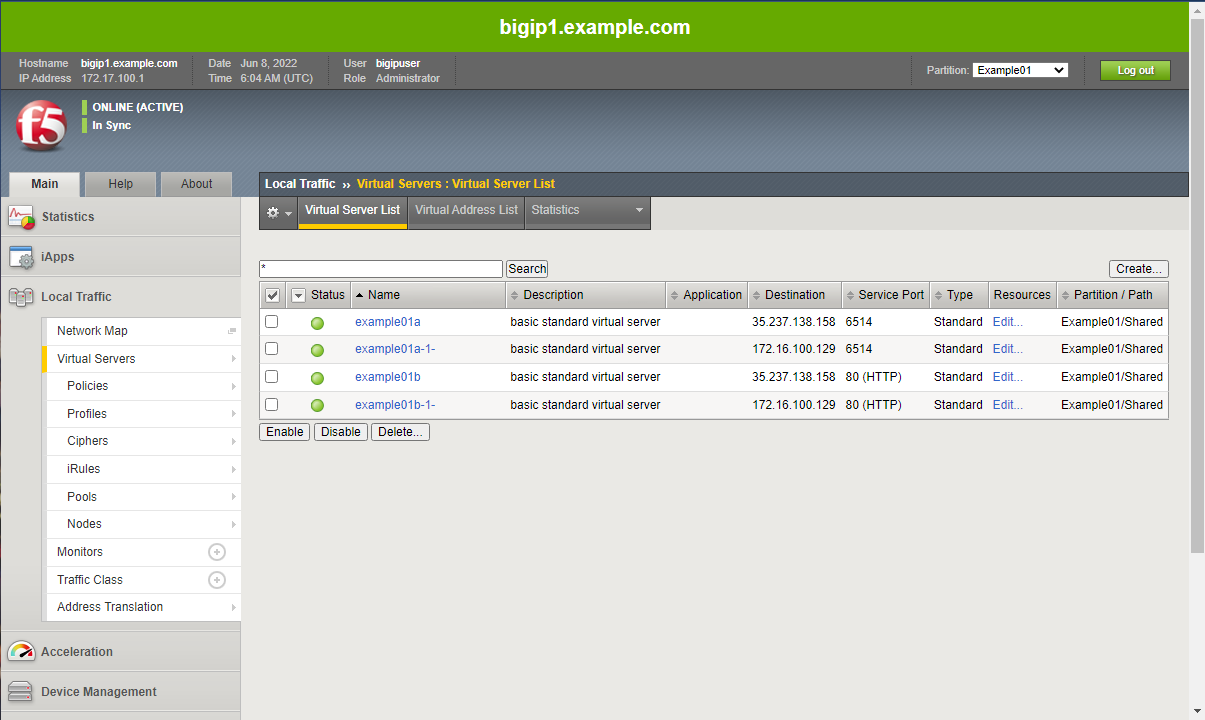 bigip1.example.com
Hostname bigip1.example.com Date Jun 8, 2022 User bigipuser
IP Address 172.17.100.1 Time 6:04 AM (UTC) Role Administrator
Partition: Example01 Log out
f5
ONLINE (ACTIVE)
In Sync
Main Help About
Statistics
iApps
Local Traffic
Network Map
Virtual Servers
Policies
Profiles
Ciphers
iRules
Pools
Nodes
Monitors
Traffic Class
Address Translation
Acceleration
Device Management
Local Traffic ›› Virtual Servers : Virtual Server List
Virtual Server List Virtual Address List Statistics
* Search Create...
Status Name Description Application Destination Service Port Type Resources Partition / Path
example01a basic standard virtual server 35.237.138.158 6514 Standard Edit... Example01/Shared
example01a-1- basic standard virtual server 172.16.100.129 6514 Standard Edit... Example01/Shared
example01b basic standard virtual server 35.237.138.158 80 (HTTP) Standard Edit... Example01/Shared
example01b-1- basic standard virtual server 172.16.100.129 80 (HTTP) Standard Edit... Example01/Shared
Enable Disable Delete...